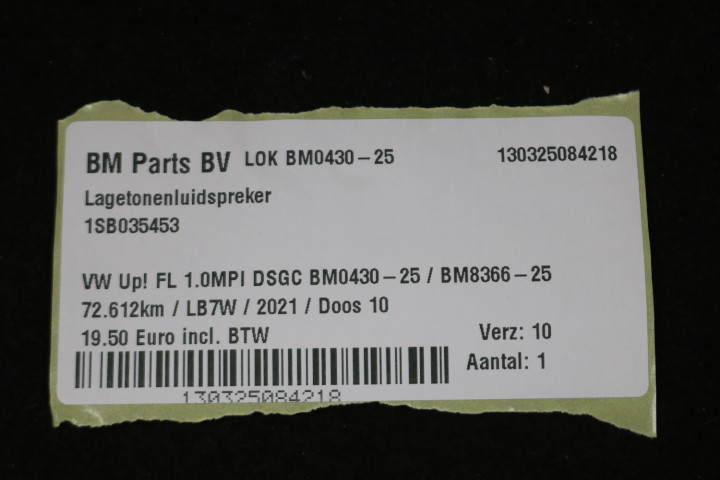 BM Parts BV LOK BM0430-25 130325084218
Lagetonenluidspreker
1SB035453
VW Up! FL 1.0MPI DSGC BM0430-25 / BM8366-25
72.612km / LB7W / 2021 / Doos 10
19.50 Euro incl. BTW Verz: 10
Aantal: 1
130325084218